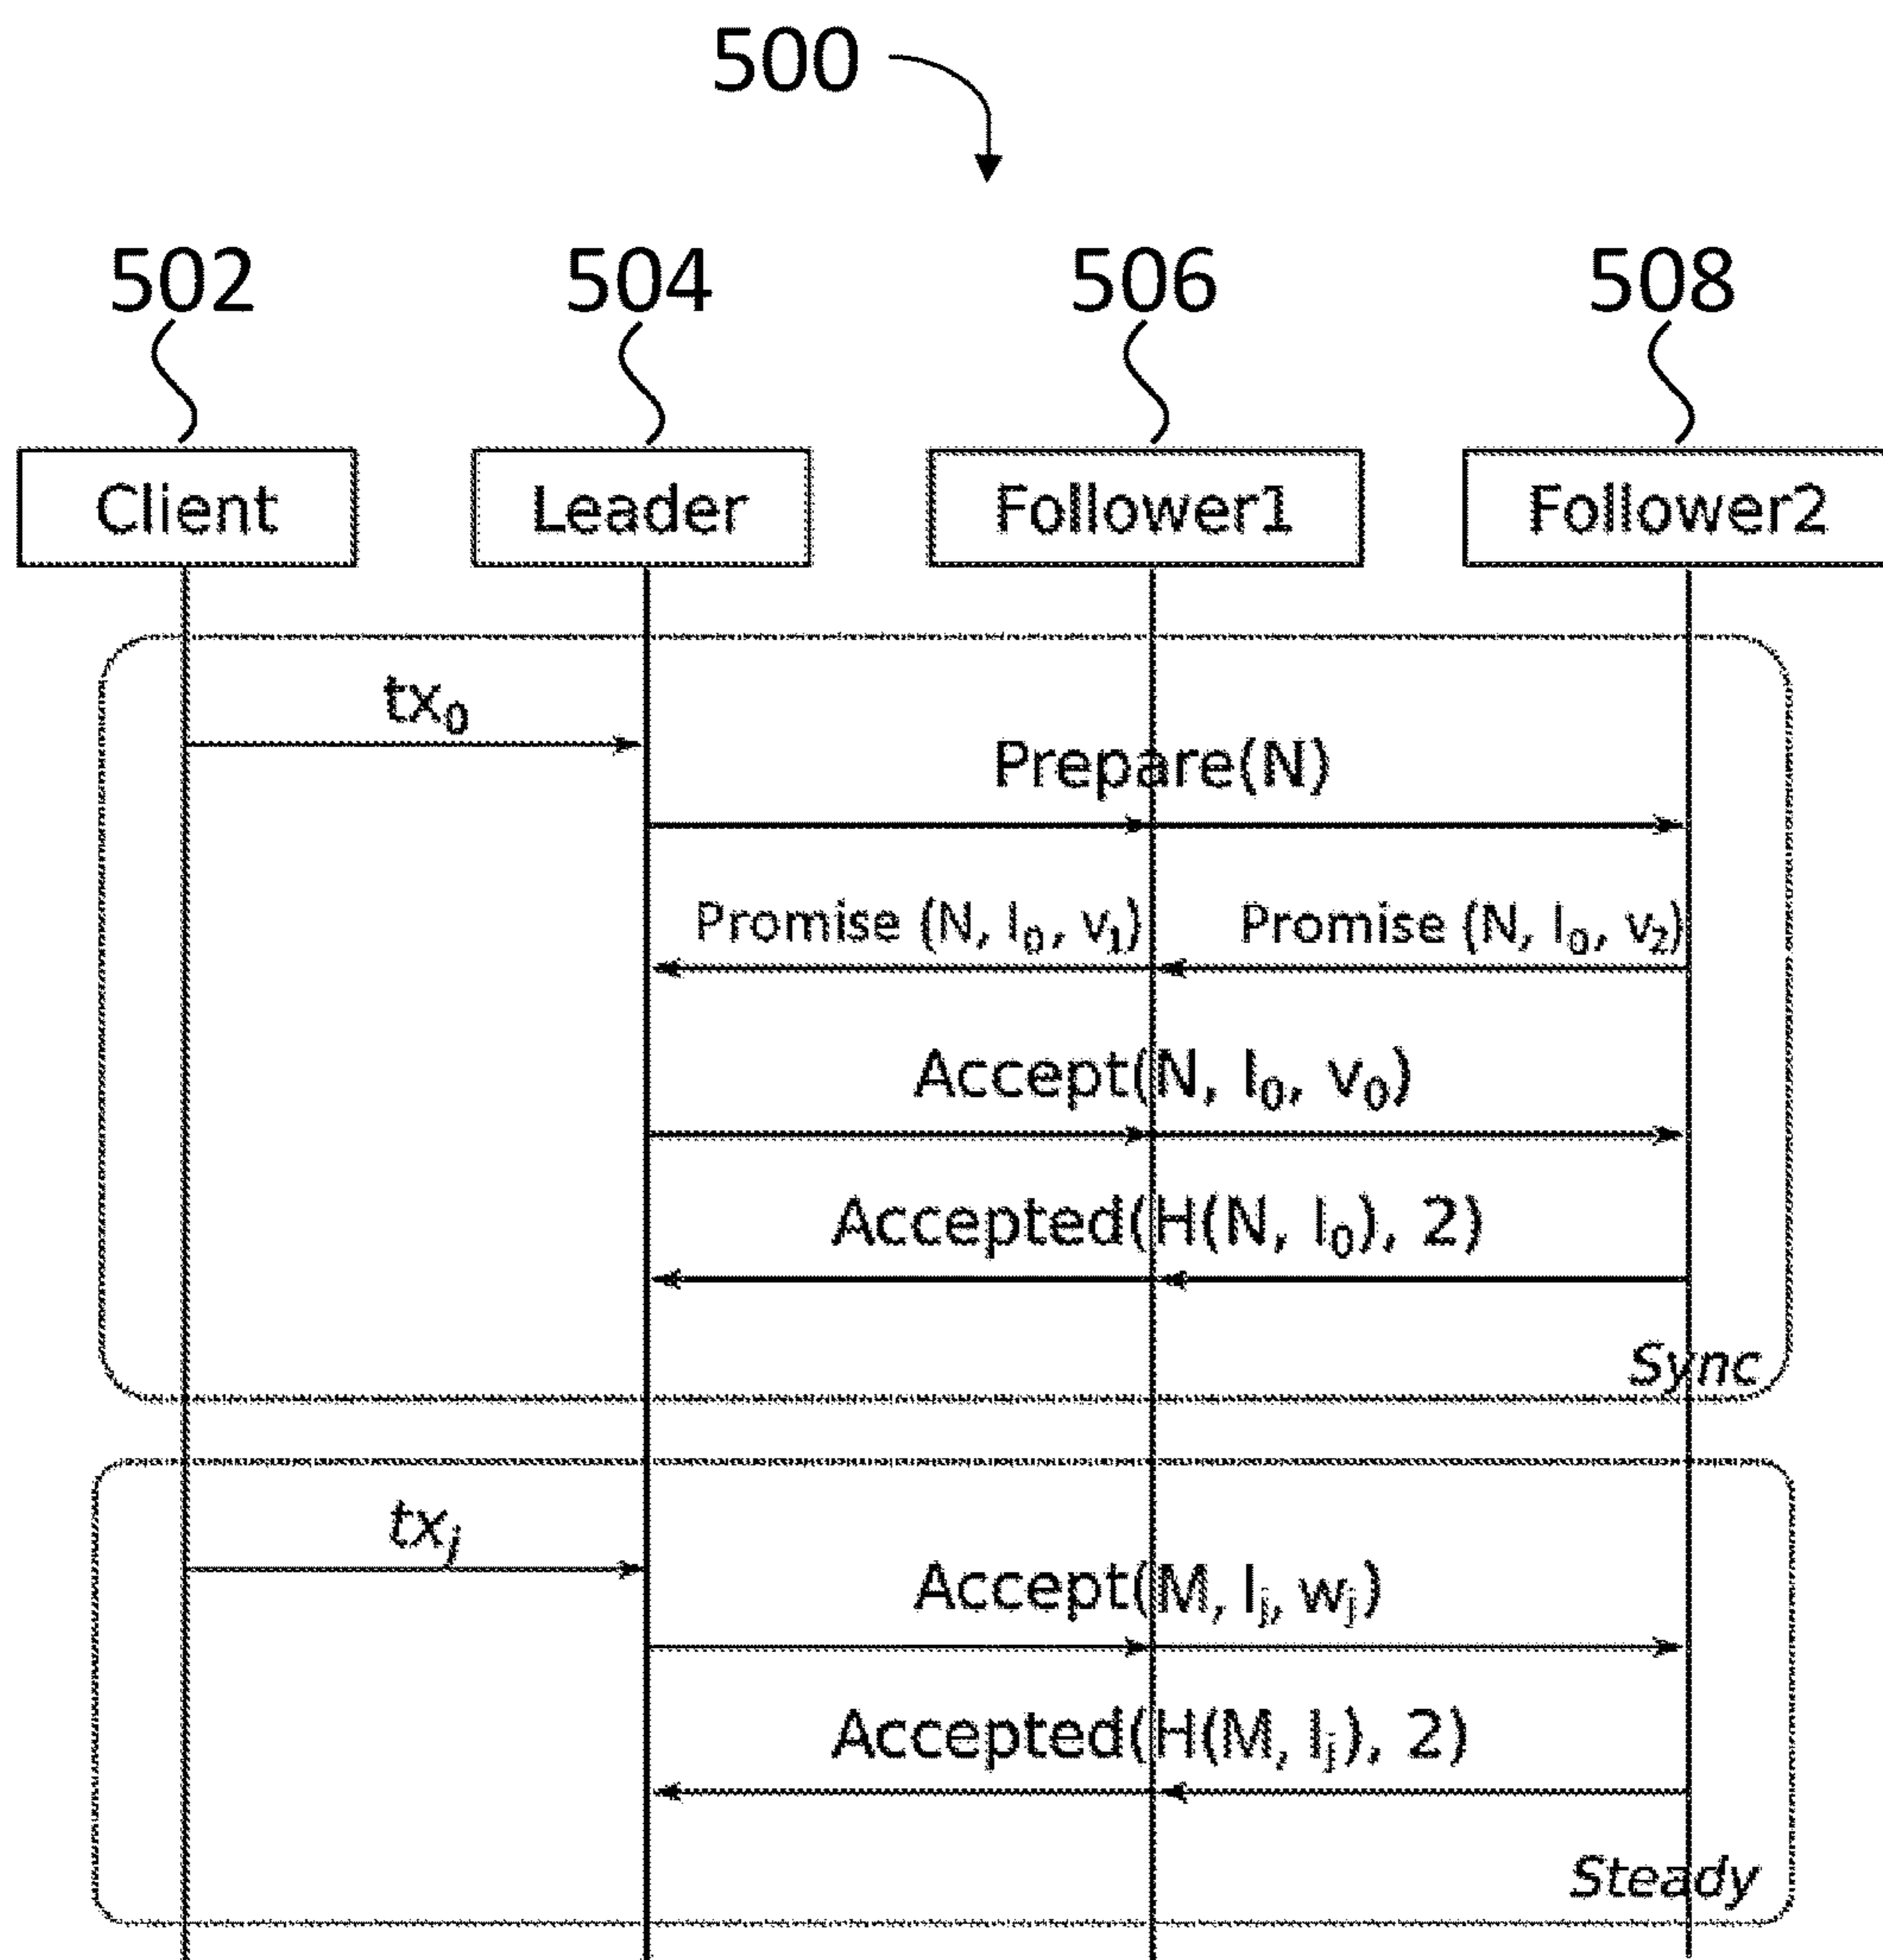 500
502 504 506 508
Client Leader Follower1 Follower2
tx₀
Prepare(N)
Promise (N, I₀, v₁) Promise (N, I₀, v₂)
Accept(N, I₀, v₀)
Accepted(H(N, I₀), 2)
Sync
txⱼ
Accept(M, Iⱼ, wⱼ)
Accepted(H(M, Iⱼ), 2)
Steady